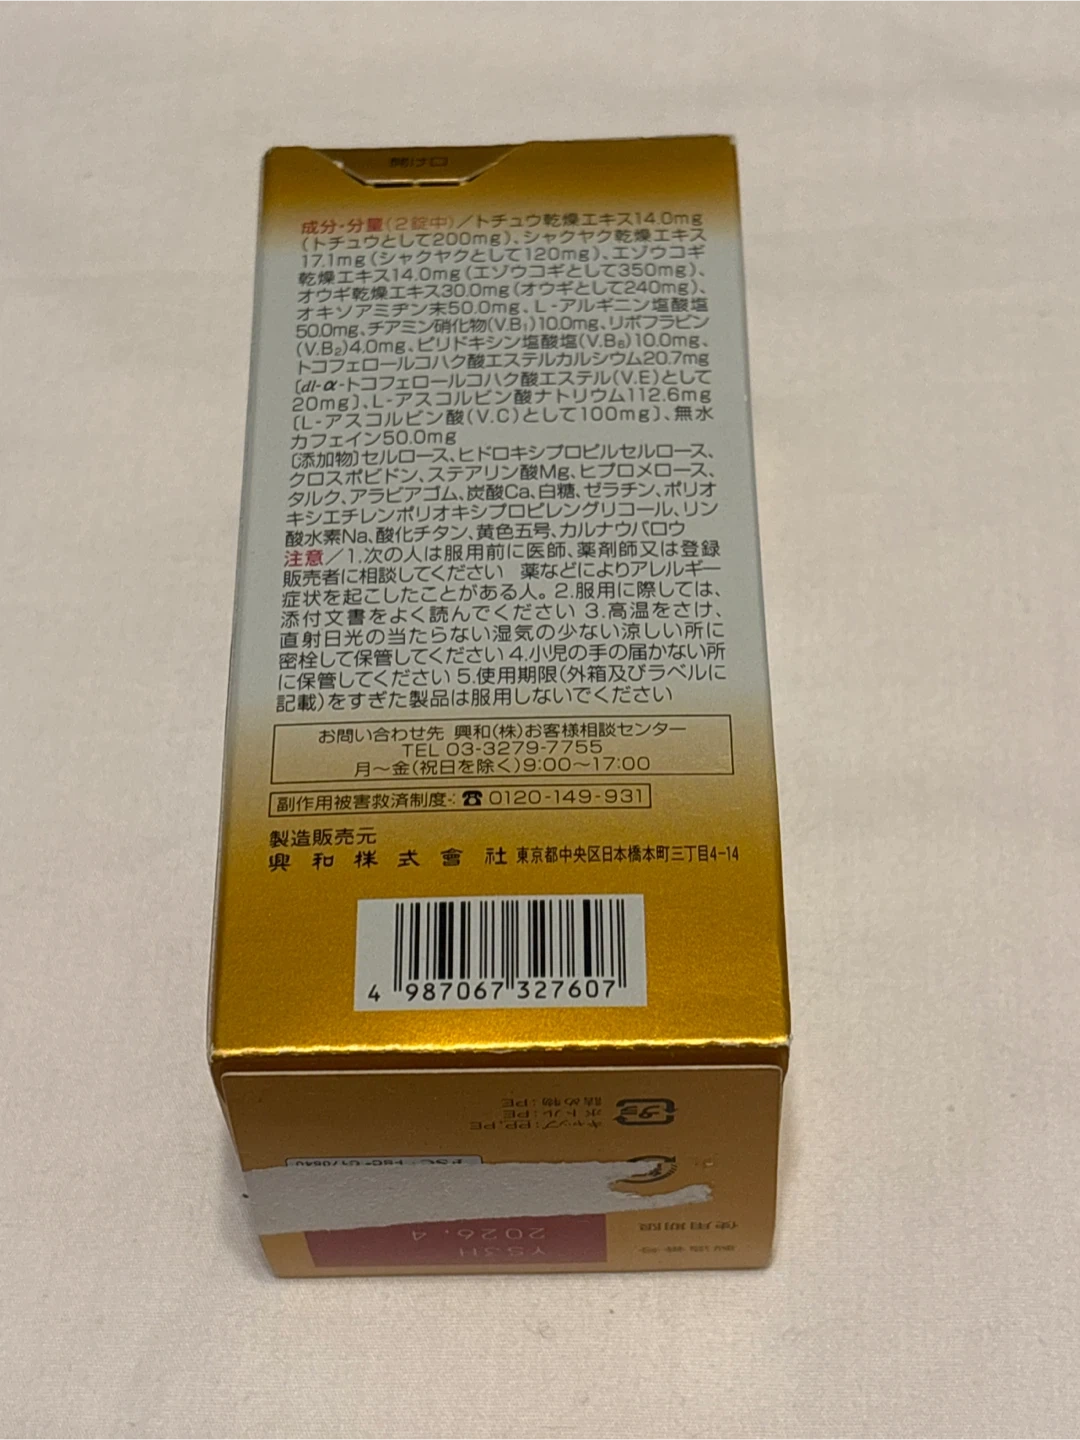 開け口
成分・分量(2錠中)/トチュウ乾燥エキス14.0mg
(トチュウとして200mg)、シャクヤク乾燥エキス
17.1mg(シャクヤクとして120mg)、エゾウコギ
乾燥エキス14.0mg(エゾウコギとして350mg)、
オウギ乾燥エキス30.0mg(オウギとして240mg)、
オキソアミヂン末50.0mg、L-アルギニン塩酸塩
50.0mg、チアミン硝化物(V.B₁)10.0mg、リボフラビン
(V.B₂)4.0mg、ピリドキシン塩酸塩(V.B₆)10.0mg、
トコフェロールコハク酸エステルカルシウム20.7mg
〔dl-α-トコフェロールコハク酸エステル(V.E)として
20mg〕、L-アスコルビン酸ナトリウム112.6mg
〔L-アスコルビン酸(V.C)として100mg〕、無水
カフェイン50.0mg
〔添加物〕セルロース、ヒドロキシプロピルセルロース、
クロスポビドン、ステアリン酸Mg、ヒプロメロース、
タルク、アラビアゴム、炭酸Ca、白糖、ゼラチン、ポリオ
キシエチレンポリオキシプロピレングリコール、リン
酸水素Na、酸化チタン、黄色五号、カルナウバロウ
注意/1.次の人は服用前に医師、薬剤師又は登録
販売者に相談してください 薬などによりアレルギー
症状を起こしたことがある人。2.服用に際しては、
添付文書をよく読んでください 3.高温をさけ、
直射日光の当たらない湿気の少ない涼しい所に
密栓して保管してください 4.小児の手の届かない所
に保管してください 5.使用期限(外箱及びラベルに
記載)をすぎた製品は服用しないでください
お問い合わせ先 興和(株)お客様相談センター
TEL 03-3279-7755
月～金(祝日を除く)9:00～17:00
副作用被害救済制度:☎0120-149-931
製造販売元
興和株式會社 東京都中央区日本橋本町三丁目4-14
4 987067 327607
詰め物:PE
ボトル:PE
キャップ:PP,PE
プラ
使用期限 2026.4
製造番号 YS3H